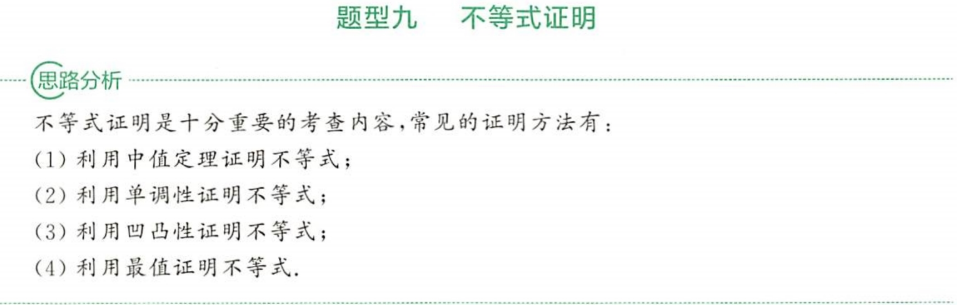 题型九 不等式证明
思路分析
不等式证明是十分重要的考查内容,常见的证明方法有:
(1) 利用中值定理证明不等式;
(2) 利用单调性证明不等式;
(3) 利用凹凸性证明不等式;
(4) 利用最值证明不等式.